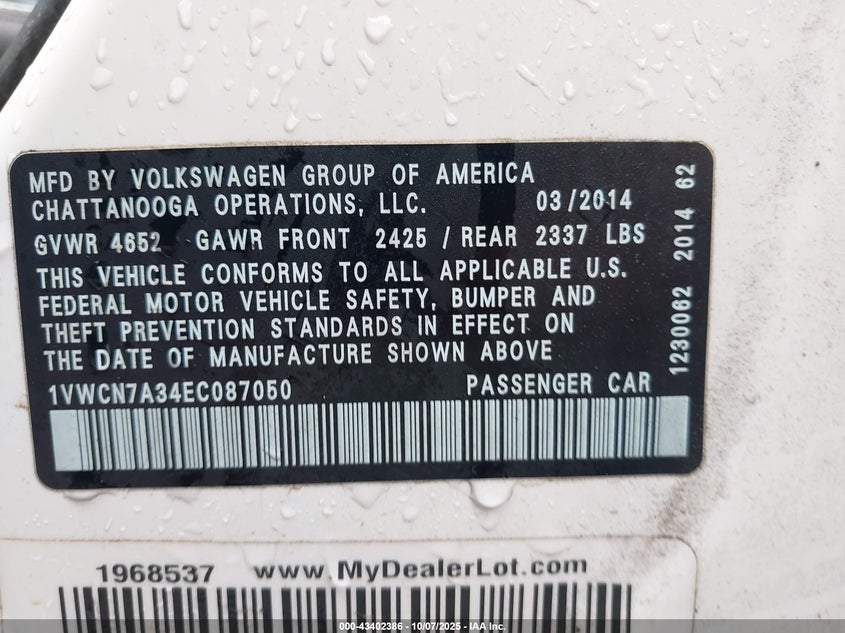 MFD BY VOLKSWAGEN GROUP OF AMERICA
CHATTANOOGA OPERATIONS, LLC. 03/2014
GVWR 4652 GAWR FRONT 2425 / REAR 2337 LBS
THIS VEHICLE CONFORMS TO ALL APPLICABLE U.S.
FEDERAL MOTOR VEHICLE SAFETY, BUMPER AND
THEFT PREVENTION STANDARDS IN EFFECT ON
THE DATE OF MANUFACTURE SHOWN ABOVE
1VWCN7A34EC087050 PASSENGER CAR
1230062 2014 62
1968537 www.MyDealerLot.com
000-43402386 - 10/07/2025 - IAA Inc.